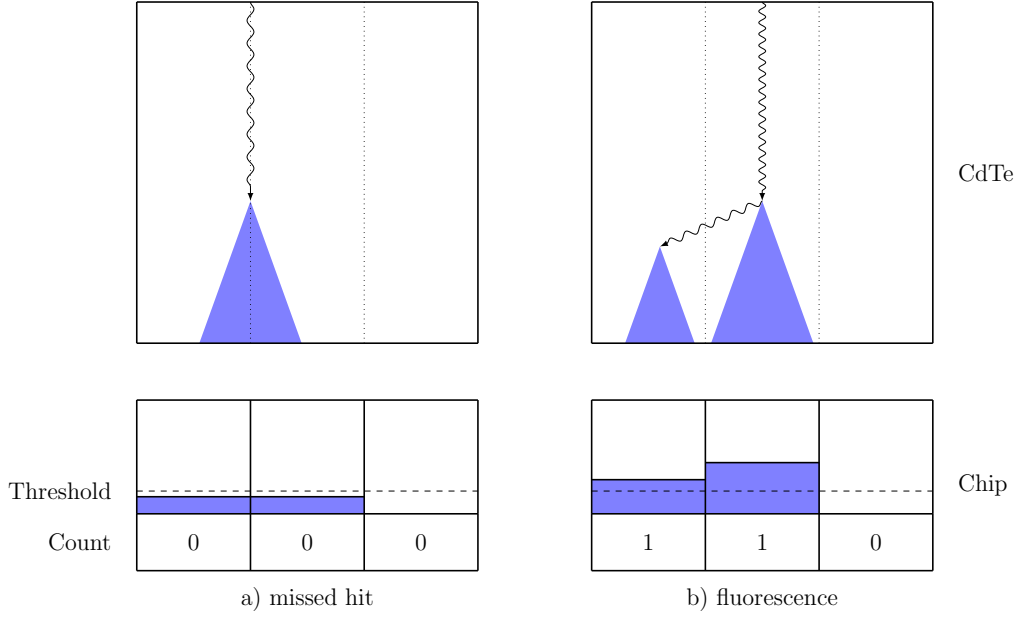 CdTe
Threshold
Chip
Count 0 0 0 1 1 0
a) missed hit
b) fluorescence